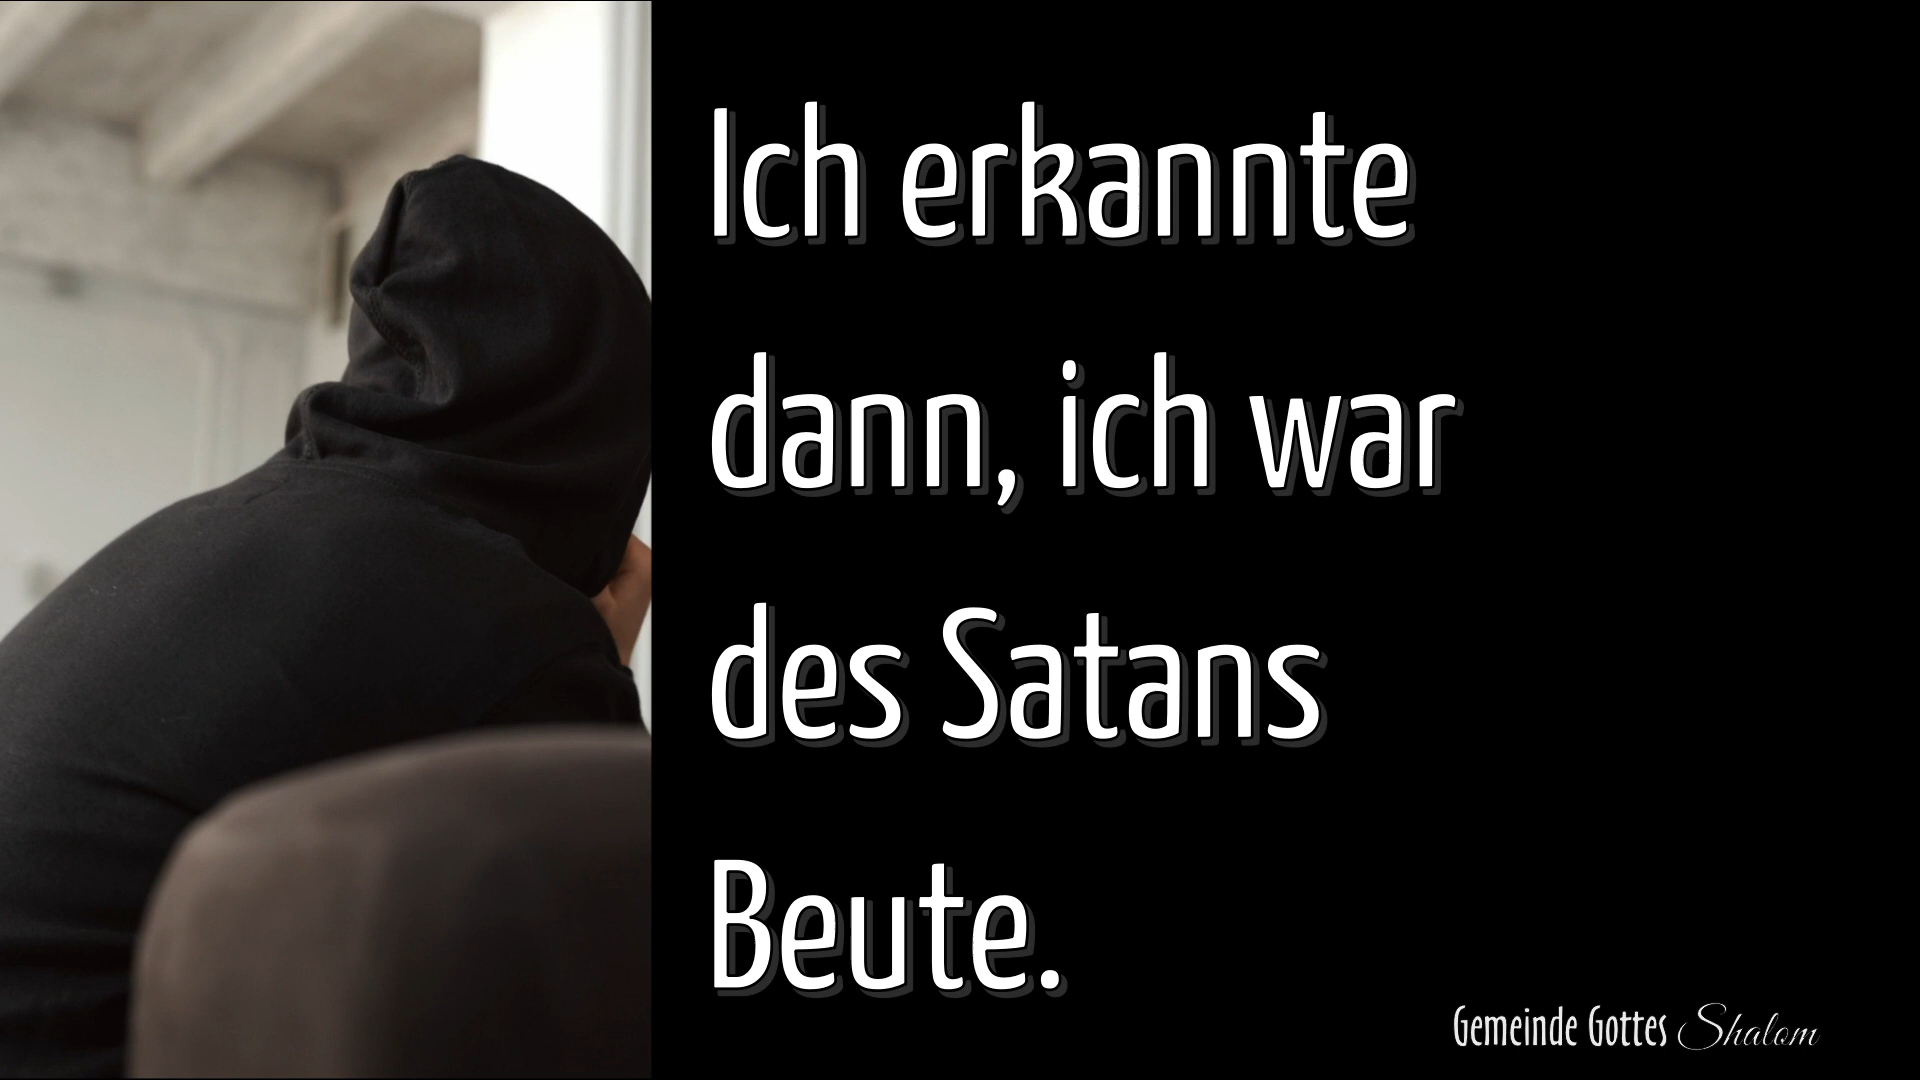 Ich erkannte
dann, ich war
des Satans
Beute.
Gemeinde Gottes Shalom